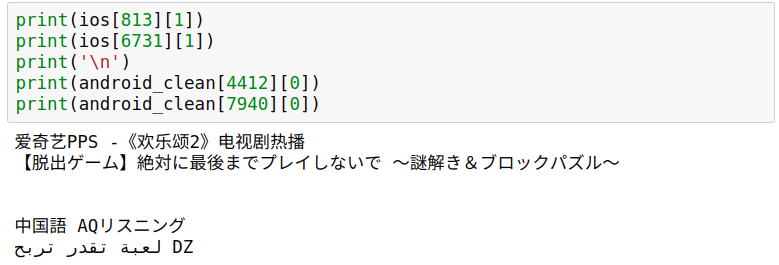 print(ios[813][1])
print(ios[6731][1])
print('\n')
print(android_clean[4412][0])
print(android_clean[7940][0])
爱奇艺PPS -《欢乐颂2》电视剧热播
【脱出ゲーム】絶対に最後までプレイしないで 〜謎解き＆ブロックパズル〜
中国語 AQリスニング
لعبة تقدر تربح DZ